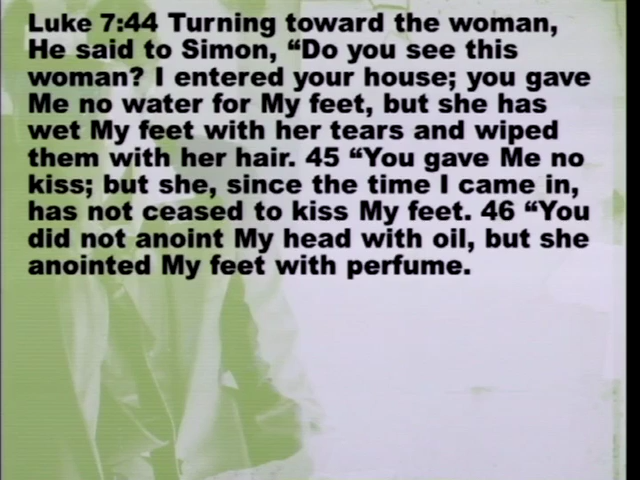 Luke 7:44 Turning toward the woman,
He said to Simon, “Do you see this
woman? I entered your house; you gave
Me no water for My feet, but she has
wet My feet with her tears and wiped
them with her hair. 45 “You gave Me no
kiss; but she, since the time I came in,
has not ceased to kiss My feet. 46 “You
did not anoint My head with oil, but she
anointed My feet with perfume.